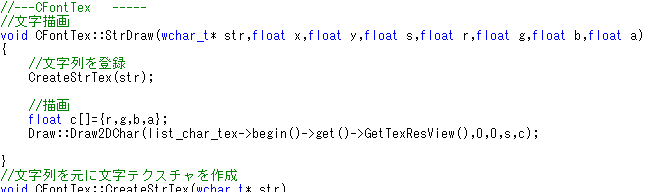 //---CFontTex   -----
//文字描画
void CFontTex::StrDraw(wchar_t* str,float x,float y,float s,float r,float g,float b,float a)
{
    //文字列を登録
    CreateStrTex(str);
    //描画
    float c[]={r,g,b,a};
    Draw::Draw2DChar(list_char_tex->begin()->get()->GetTexResView(),0,0,s,c);
}
//文字列を元に文字テクスチャを作成
void CFontTex::CreateStrTex(wchar_t* str)